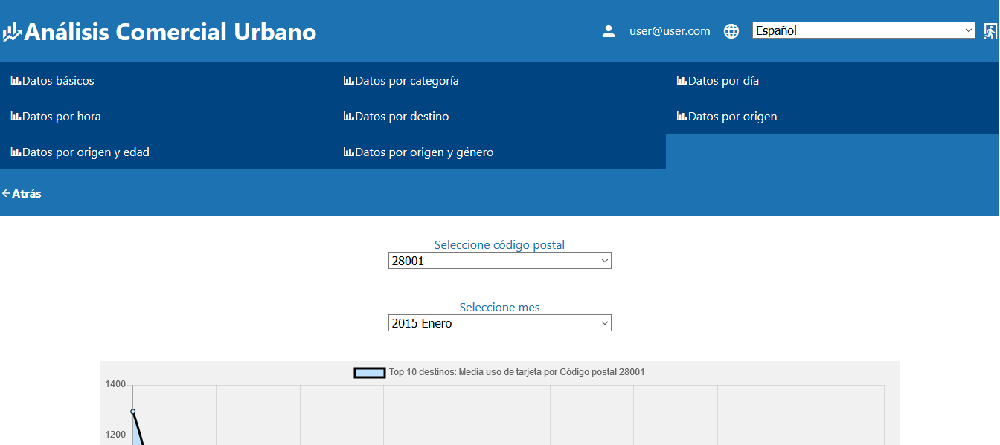 Análisis Comercial Urbano
user@user.com
Español
Datos básicos
Datos por categoría
Datos por día
Datos por hora
Datos por destino
Datos por origen
Datos por origen y edad
Datos por origen y género
Atrás
Seleccione código postal
28001
Seleccione mes
2015 Enero
Top 10 destinos: Media uso de tarjeta por Código postal 28001
1400
1200